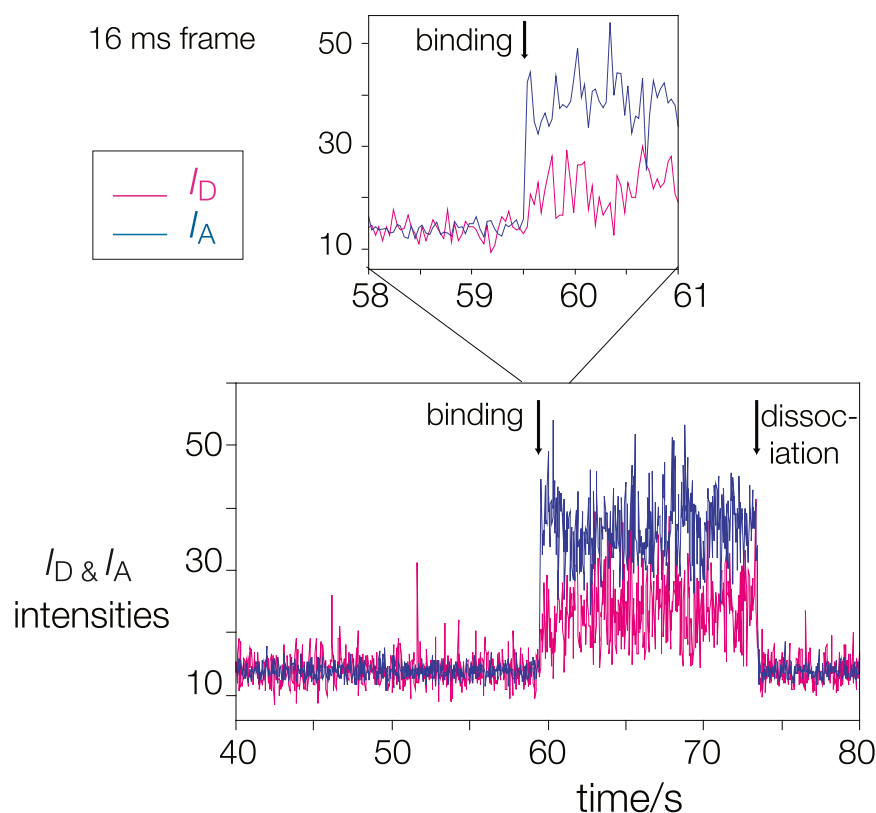 16 ms frame
I_D
I_A
50
30
10
binding
58 59 60 61
50
30
10
binding
dissoc-
iation
I_D & I_A
intensities
40 50 60 70 80
time/s